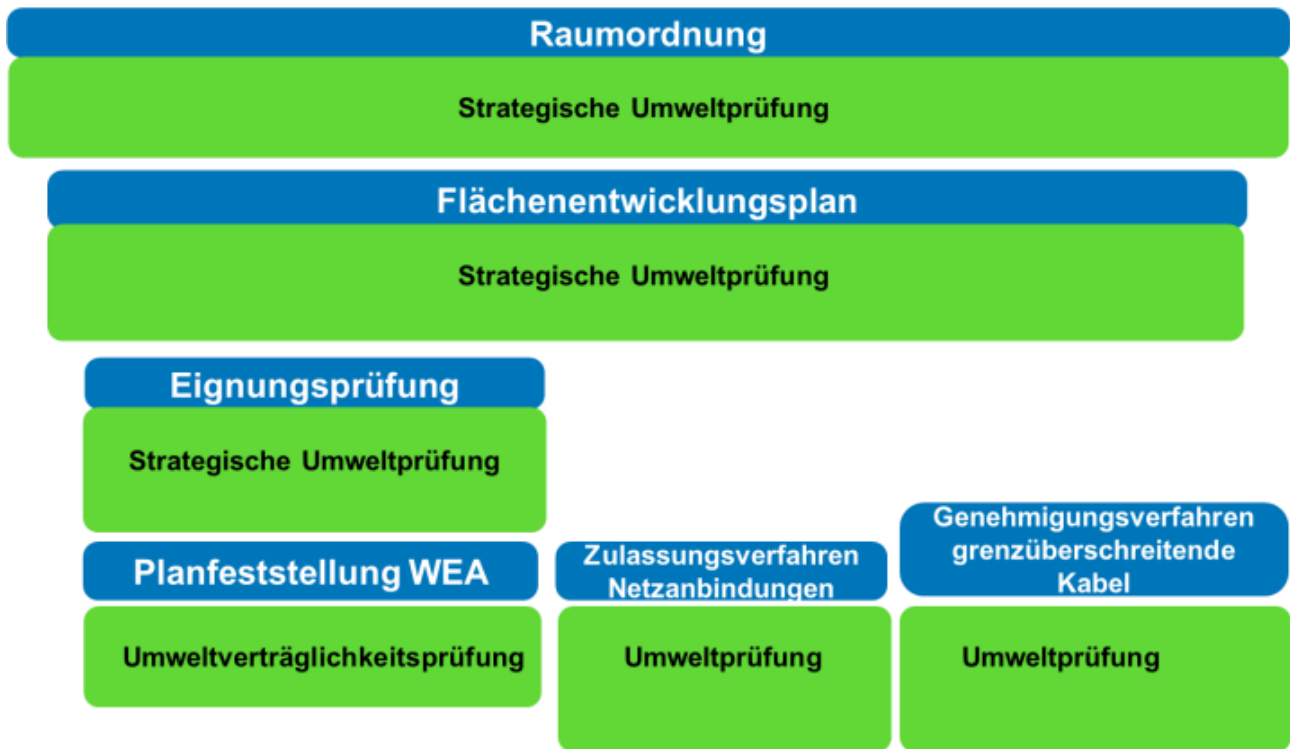 Raumordnung
Strategische Umweltprüfung
Flächenentwicklungsplan
Strategische Umweltprüfung
Eignungsprüfung
Strategische Umweltprüfung
Planfeststellung WEA
Umweltverträglichkeitsprüfung
Zulassungsverfahren
Netzanbindungen
Umweltprüfung
Genehmigungsverfahren
grenzüberschreitende
Kabel
Umweltprüfung